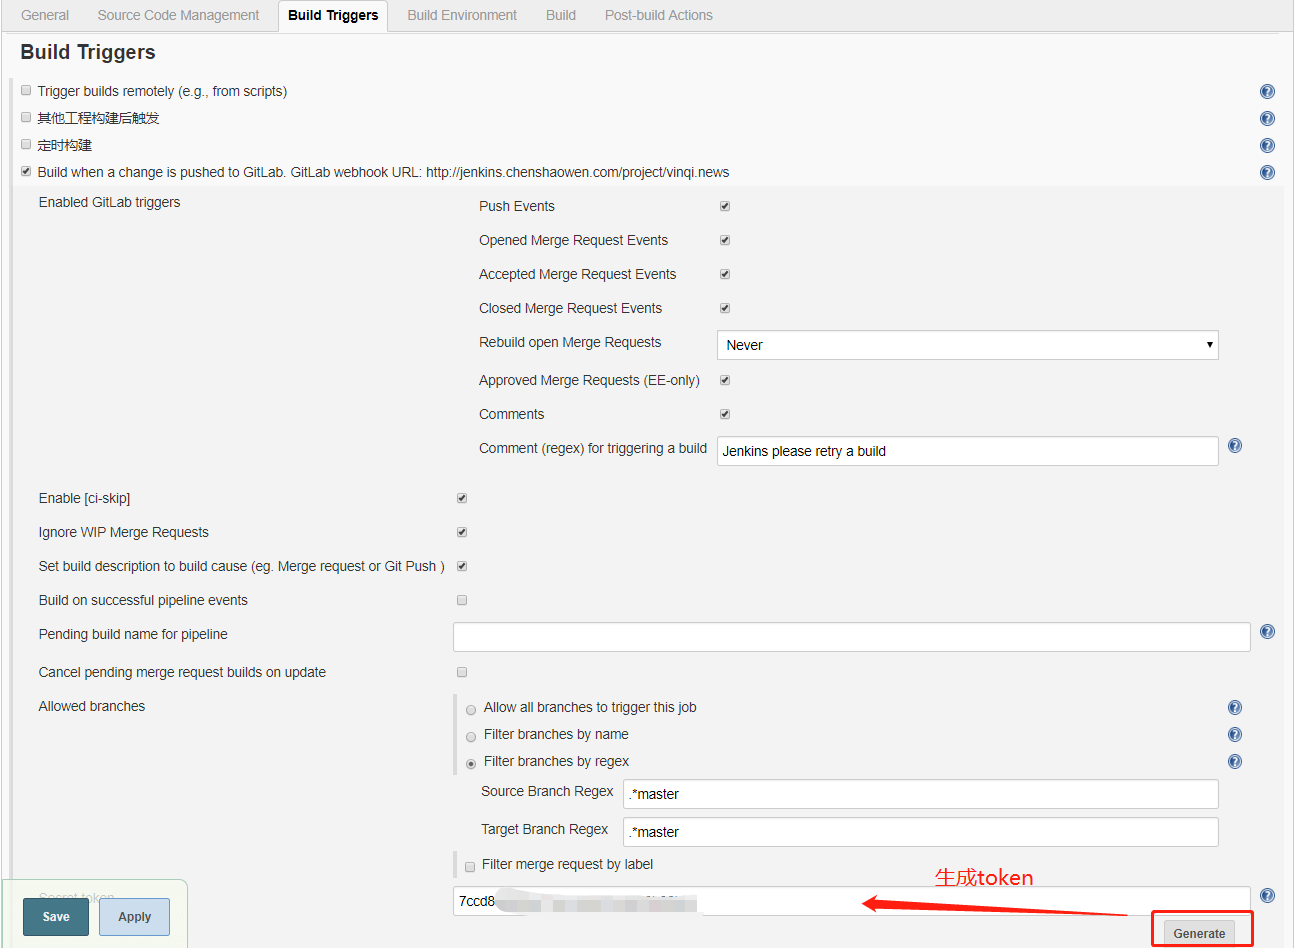 General Source Code Management Build Triggers Build Environment Build Post-build Actions
Build Triggers
Trigger builds remotely (e.g., from scripts)
其他工程构建后触发
定时构建
Build when a change is pushed to GitLab. GitLab webhook URL: http://jenkins.chenshaowen.com/project/vinqi.news
Enabled GitLab triggers
Push Events
Opened Merge Request Events
Accepted Merge Request Events
Closed Merge Request Events
Rebuild open Merge Requests Never
Approved Merge Requests (EE-only)
Comments
Comment (regex) for triggering a build Jenkins please retry a build
Enable [ci-skip]
Ignore WIP Merge Requests
Set build description to build cause (eg. Merge request or Git Push )
Build on successful pipeline events
Pending build name for pipeline
Cancel pending merge request builds on update
Allowed branches
Allow all branches to trigger this job
Filter branches by name
Filter branches by regex
Source Branch Regex .*master
Target Branch Regex .*master
Filter merge request by label
生成token
Secret token 7ccd8
Save Apply
Generate